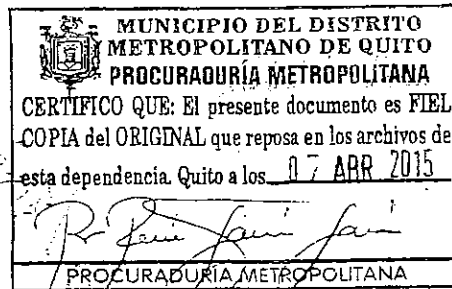 MUNICIPIO DEL DISTRITO
METROPOLITANO DE QUITO
PROCURADURÍA METROPOLITANA
CERTIFICO QUE: El presente documento es FIEL
COPIA del ORIGINAL que reposa en los archivos de
esta dependencia. Quito a los 07 ABR 2015
PROCURADURÍA METROPOLITANA